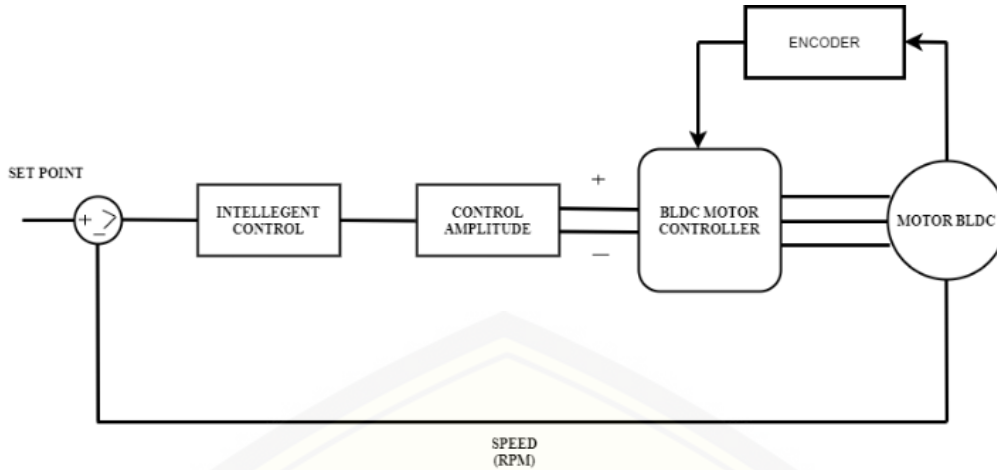 ENCODER
SET POINT
+
−
INTELLEGENT
CONTROL
CONTROL
AMPLITUDE
+
−
BLDC MOTOR
CONTROLLER
MOTOR BLDC
SPEED
(RPM)